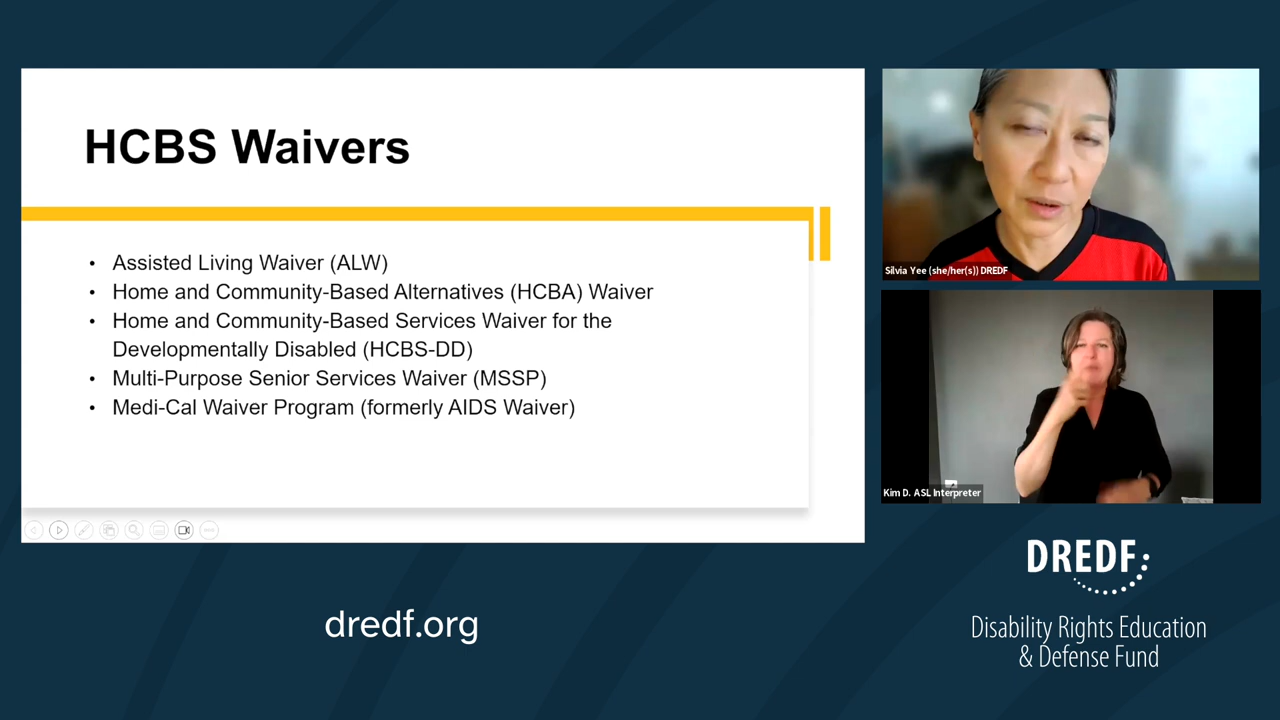 HCBS Waivers
• Assisted Living Waiver (ALW)
• Home and Community-Based Alternatives (HCBA) Waiver
• Home and Community-Based Services Waiver for the
Developmentally Disabled (HCBS-DD)
• Multi-Purpose Senior Services Waiver (MSSP)
• Medi-Cal Waiver Program (formerly AIDS Waiver)
Silvia Yee (she/her(s)) DREDF
Kim D. ASL Interpreter
dredf.org
DREDF
Disability Rights Education
& Defense Fund